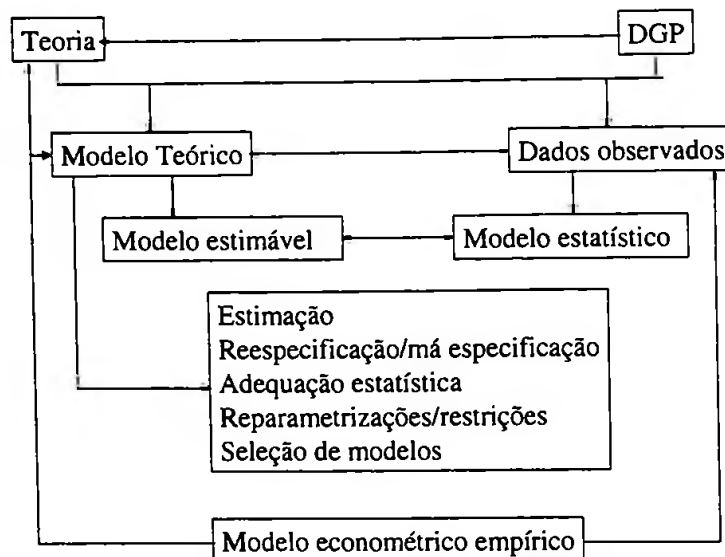 Teoria
DGP
Modelo Teórico
Dados observados
Modelo estimável
Modelo estatístico
Estimação
Reespecificação/má especificação
Adequação estatística
Reparametrizações/restrições
Seleção de modelos
Modelo econométrico empírico